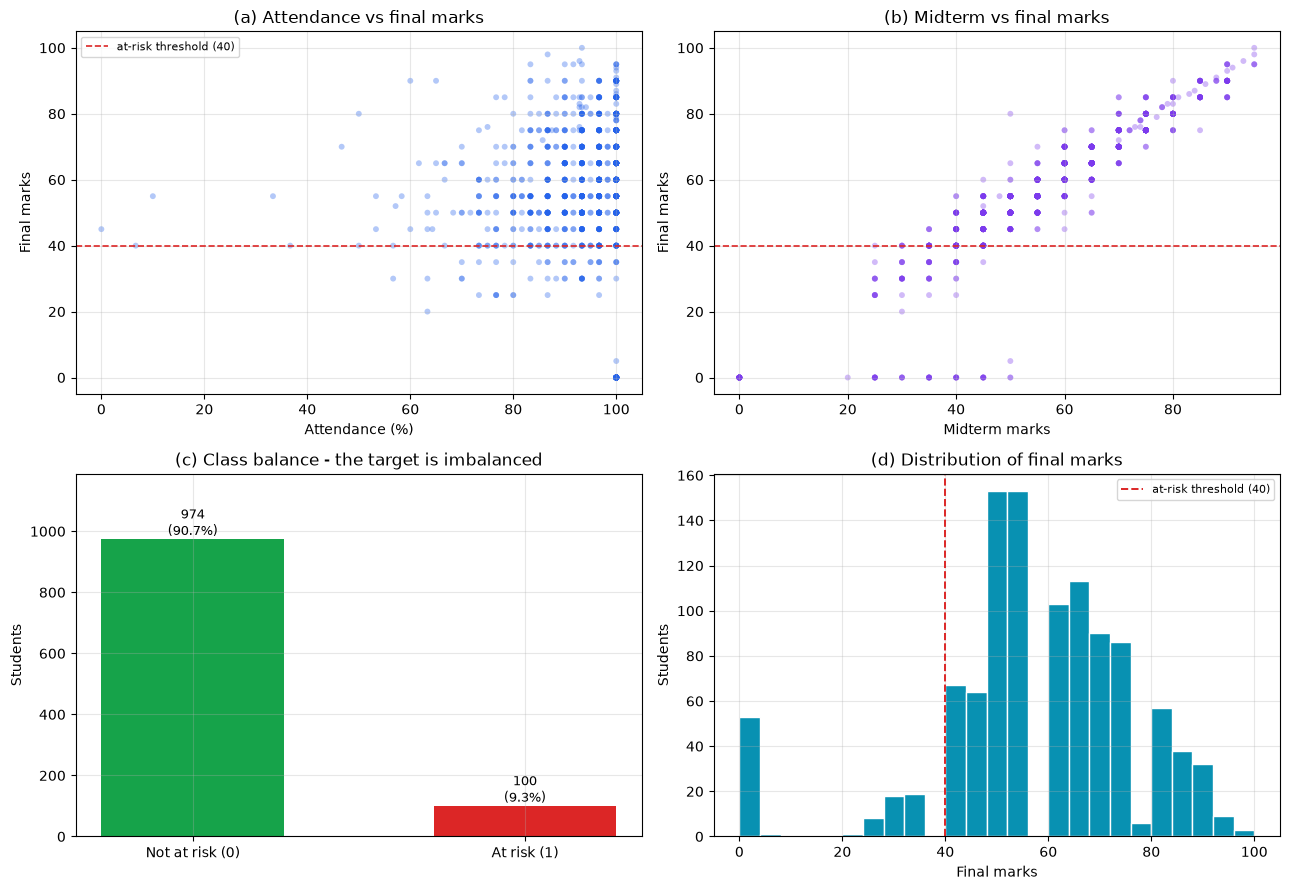 (a) Attendance vs final marks
at-risk threshold (40)
100
80
60
40
20
0
Final marks
0 20 40 60 80 100
Attendance (%)
(b) Midterm vs final marks
100
80
60
40
20
0
Final marks
0 20 40 60 80
Midterm marks
(c) Class balance - the target is imbalanced
974
(90.7%)
100
(9.3%)
1000
800
600
400
200
0
Students
Not at risk (0) At risk (1)
(d) Distribution of final marks
at-risk threshold (40)
160
140
120
100
80
60
40
20
0
Students
0 20 40 60 80 100
Final marks